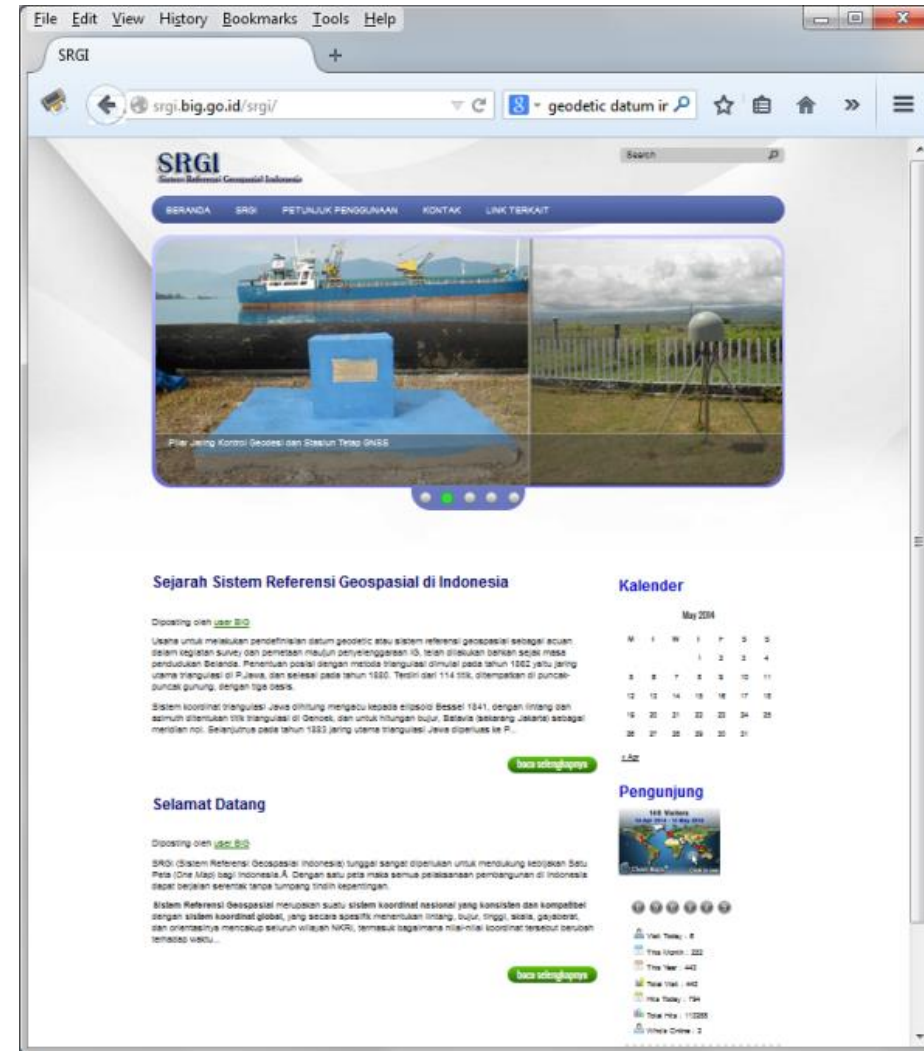 File Edit View History Bookmarks Tools Help
SRGI
srgi.big.go.id/srgi/
geodetic datum ir
SRGI
Sistem Referensi Geospasial Indonesia
Search
BERANDA SRGI PETUNJUK PENGGUNAAN KONTAK LINK TERKAIT
Pilar Jaring Kontrol Geodesi dan Stasiun Tetap GNSS
Sejarah Sistem Referensi Geospasial di Indonesia
Diposting oleh user BIG
Usaha untuk melakukan pendefinisian datum geodetic atau sistem referensi geospasial sebagai acuan
dalam kegiatan survey dan pemetaan maujun penyelenggaraan IG, telah dilakukan bahkan sejak masa
pendudukan Belanda. Penentuan posisi dengan metoda triangulasi dimulai pada tahun 1862 yaitu jaring
utama triangulasi di P.Jawa, dan selesai pada tahun 1880. Terdiri dari 114 titik, ditempatkan di puncak-
puncak gunung, dengan tiga basis.
Sistem koordinat triangulasi Jawa dihitung mengacu kepada elipsoid Bessel 1841, dengan lintang dan
azimuth ditentukan titik triangulasi di Genoek, dan untuk hitungan bujur, Batavia (sekarang Jakarta) sebagai
meridian nol. Selanjutnya pada tahun 1883 jaring utama triangulasi Jawa diperluas ke P...
baca selengkapnya
Selamat Datang
Diposting oleh user BIG
SRGI (Sistem Referensi Geospasial Indonesia) tunggal sangat diperlukan untuk mendukung kebijakan Satu
Peta (One Map) bagi Indonesia.Â Dengan satu peta maka semua pelaksanaan pembangunan di Indonesia
dapat berjalan serentak tanpa tumpang tindih kepentingan.
Sistem Referensi Geospasial merupakan suatu sistem koordinat nasional yang konsisten dan kompatibel
dengan sistem koordinat global, yang secara spesifik menentukan lintang, bujur, tinggi, skala, gayaberat,
dan orientasinya mencakup seluruh wilayah NKRI, termasuk bagaimana nilai-nilai koordinat tersebut berubah
terhadap waktu...
baca selengkapnya
Kalender
May 2014
M T W T F S S
1 2 3 4
5 6 7 8 9 10 11
12 13 14 15 16 17 18
19 20 21 22 23 24 25
26 27 28 29 30 31
« Apr
Pengunjung
Visitors
Visit Today : 5
This Month :
This Year :
Total Visit :
Hits Today :
Total Hits :
Whois Online : 2